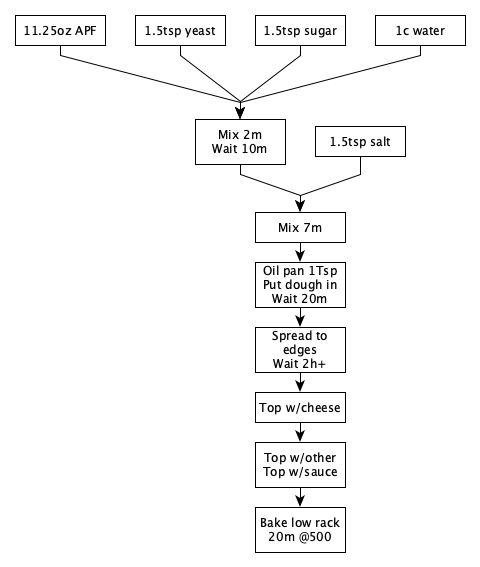 11.25oz APF
1.5tsp yeast
1.5tsp sugar
1c water
Mix 2m
Wait 10m
1.5tsp salt
Mix 7m
Oil pan 1Tsp
Put dough in
Wait 20m
Spread to
edges
Wait 2h+
Top w/cheese
Top w/other
Top w/sauce
Bake low rack
20m @500